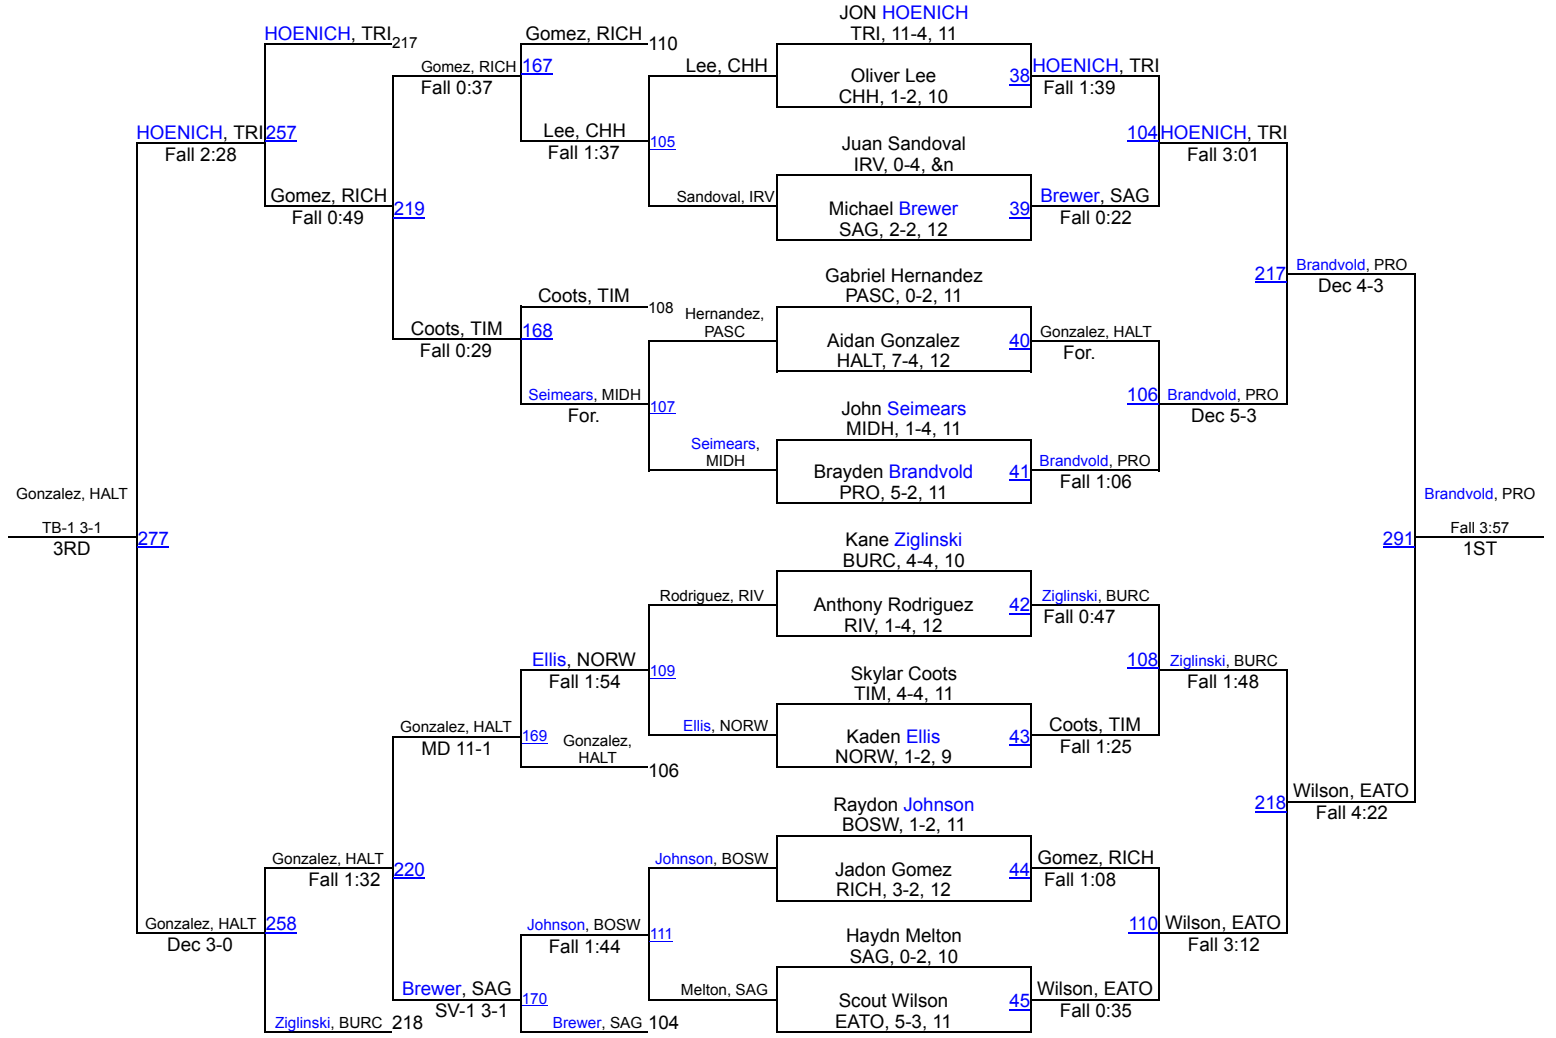 JON HOENICH
TRI, 11-4, 11
HOENICH, TRI
217
Gomez, RICH
110
Gomez, RICH
167
Fall 0:37
Lee, CHH
Oliver Lee
CHH, 1-2, 10
38
HOENICH, TRI
Fall 1:39
HOENICH, TRI
257
Fall 2:28
Lee, CHH
Fall 1:37
105
Juan Sandoval
IRV, 0-4, &n
104
HOENICH, TRI
Fall 3:01
Gomez, RICH
Fall 0:49
219
Sandoval, IRV
Michael Brewer
SAG, 2-2, 12
39
Brewer, SAG
Fall 0:22
Gabriel Hernandez
PASC, 0-2, 11
217
Brandvold, PRO
Dec 4-3
Coots, TIM
108
Hernandez,
PASC
Coots, TIM
168
Fall 0:29
Aidan Gonzalez
HALT, 7-4, 12
40
Gonzalez, HALT
For.
Seimears, MIDH
For.
107
John Seimears
MIDH, 1-4, 11
106
Brandvold, PRO
Dec 5-3
Seimears,
MIDH
Brayden Brandvold
PRO, 5-2, 11
41
Brandvold, PRO
Fall 1:06
Gonzalez, HALT
TB-1 3-1
3RD
277
Brandvold, PRO
Fall 3:57
1ST
291
Kane Ziglinski
BURC, 4-4, 10
Rodriguez, RIV
Anthony Rodriguez
RIV, 1-4, 12
42
Ziglinski, BURC
Fall 0:47
Ellis, NORW
Fall 1:54
109
Skylar Coots
TIM, 4-4, 11
108
Ziglinski, BURC
Fall 1:48
Gonzalez, HALT
MD 11-1
169
Gonzalez,
HALT
106
Ellis, NORW
Kaden Ellis
NORW, 1-2, 9
43
Coots, TIM
Fall 1:25
Raydon Johnson
BOSW, 1-2, 11
218
Wilson, EATO
Fall 4:22
Gonzalez, HALT
Fall 1:32
220
Johnson, BOSW
Jadon Gomez
RICH, 3-2, 12
44
Gomez, RICH
Fall 1:08
Gonzalez, HALT
Dec 3-0
258
Johnson, BOSW
Fall 1:44
111
Haydn Melton
SAG, 0-2, 10
110
Wilson, EATO
Fall 3:12
Brewer, SAG
SV-1 3-1
170
Melton, SAG
Scout Wilson
EATO, 5-3, 11
45
Wilson, EATO
Fall 0:35
Ziglinski, BURC
218
Brewer, SAG
104